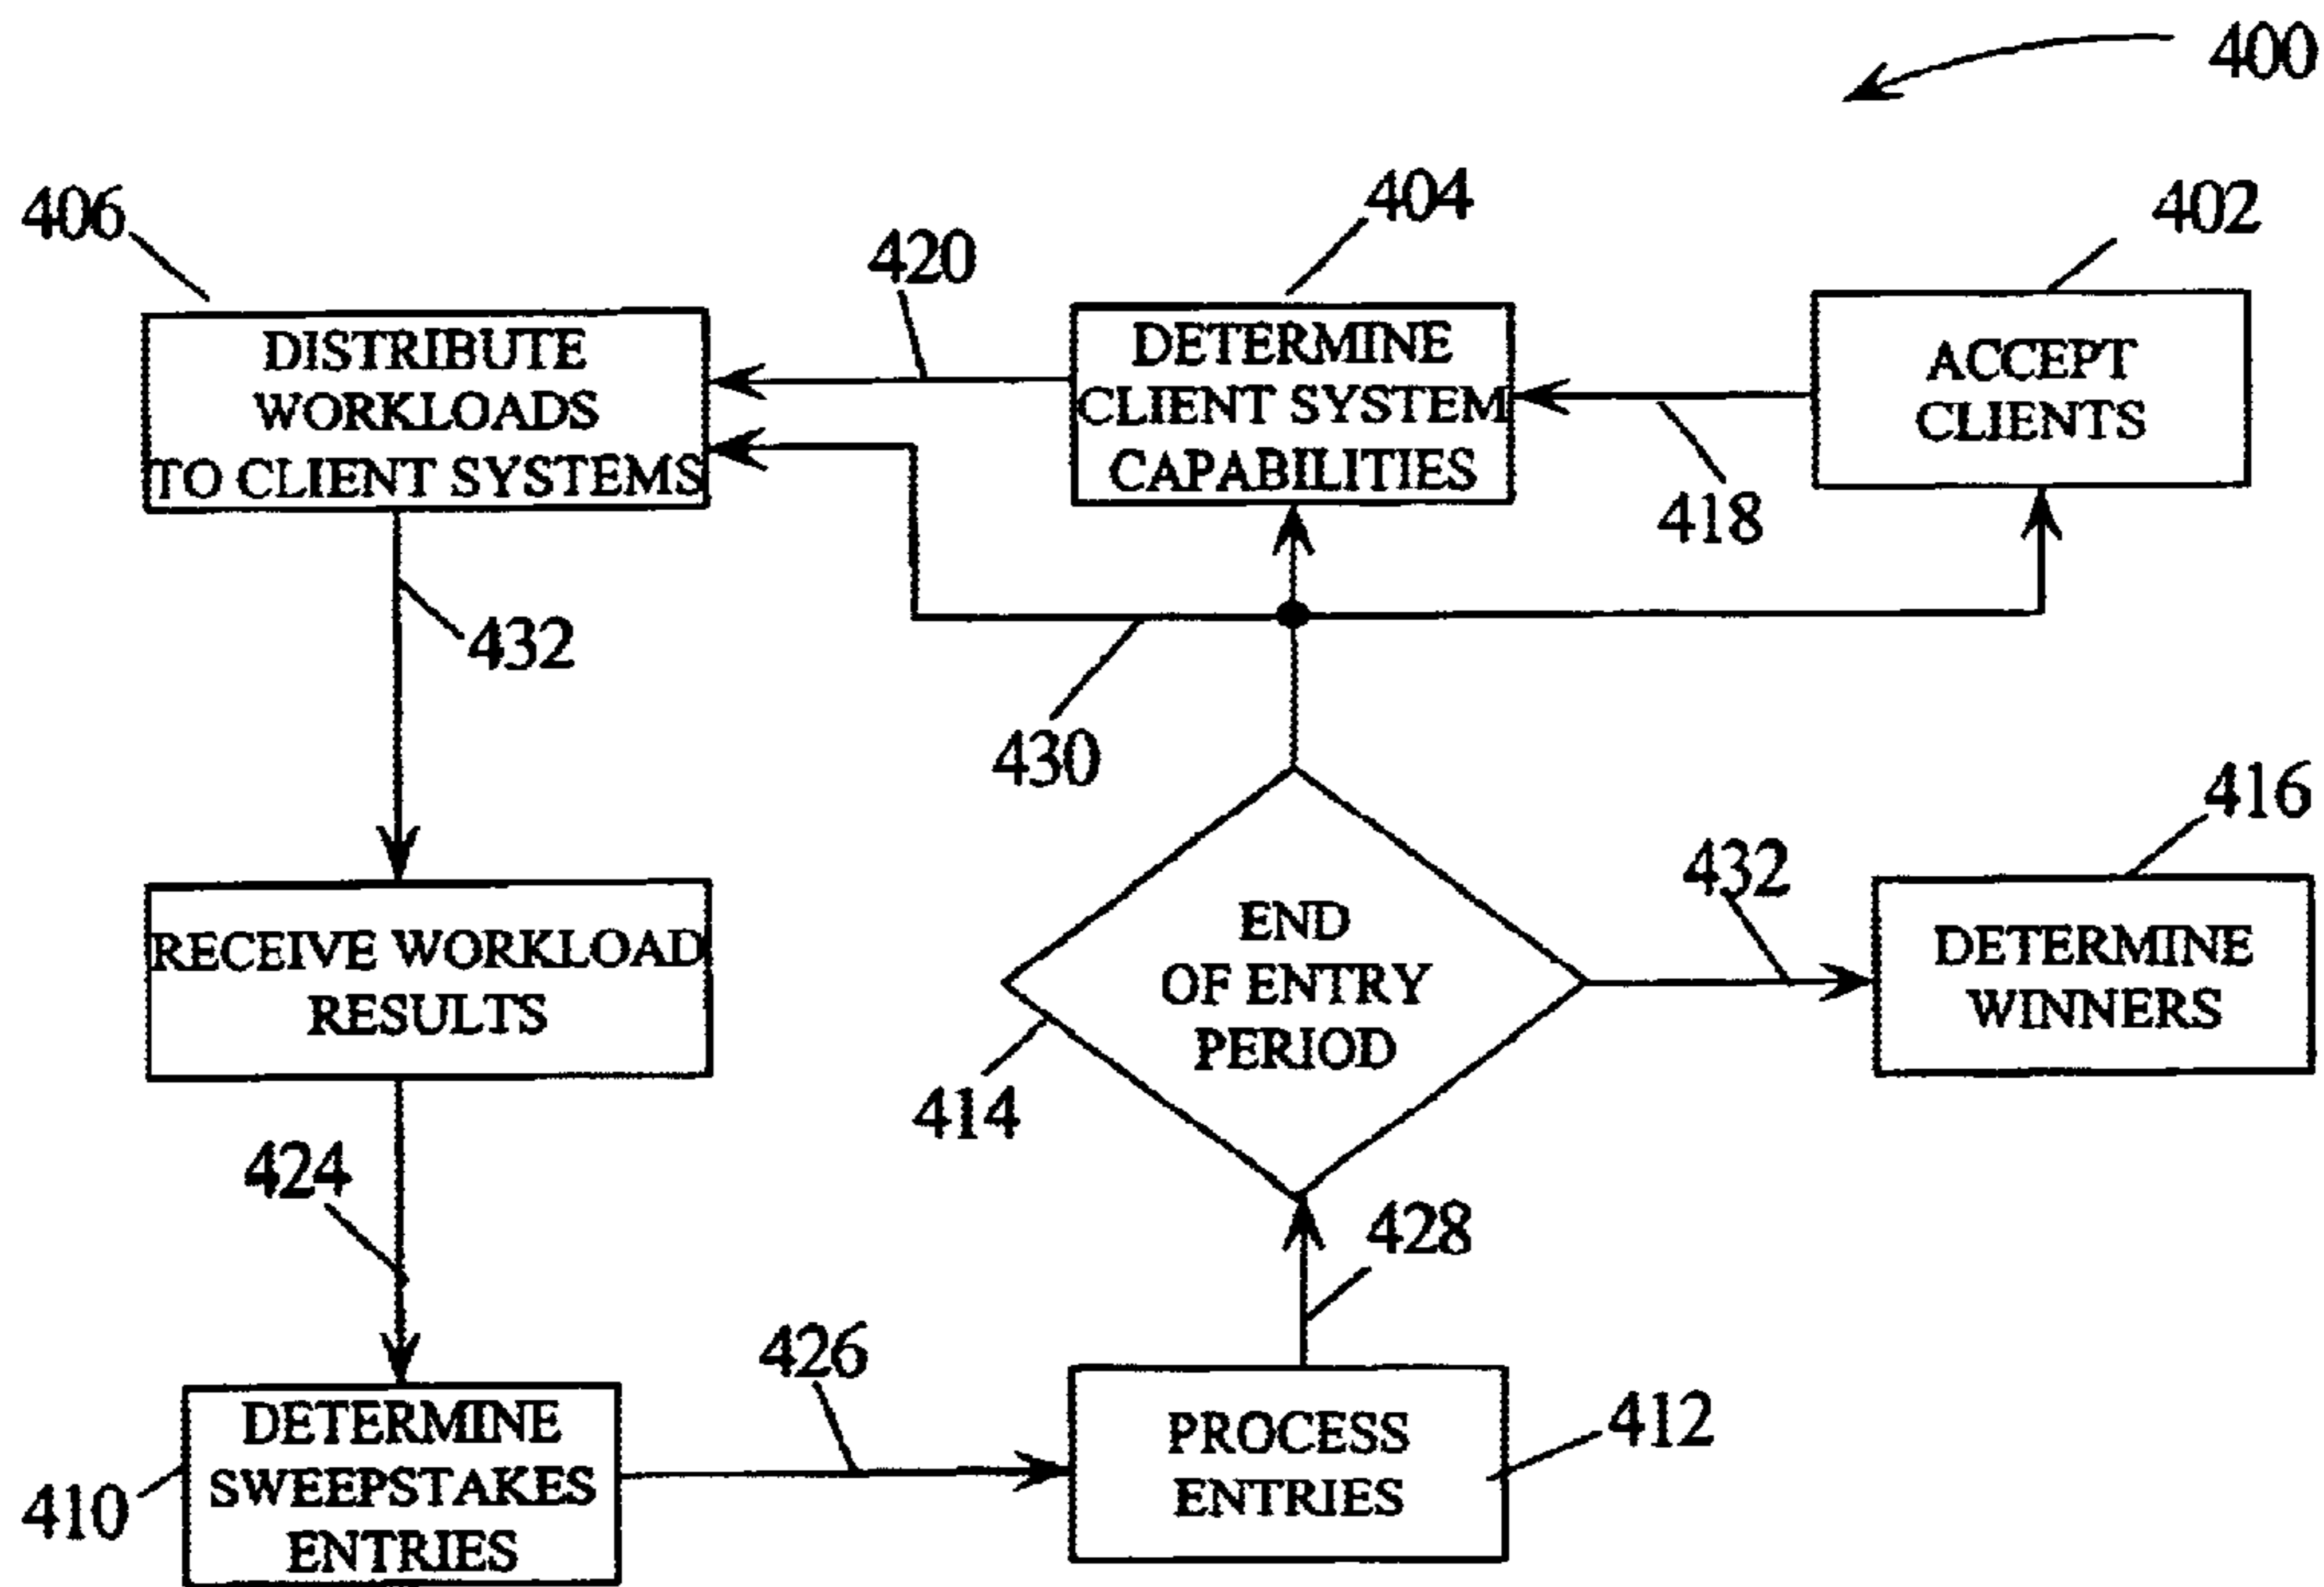 400
406
420
404
402
DISTRIBUTE
WORKLOADS
TO CLIENT SYSTEMS
DETERMINE
CLIENT SYSTEM
CAPABILITIES
ACCEPT
CLIENTS
418
432
430
RECEIVE WORKLOAD
RESULTS
END
OF ENTRY
PERIOD
414
432
416
DETERMINE
WINNERS
424
428
426
DETERMINE
SWEEPSTAKES
ENTRIES
410
PROCESS
ENTRIES
412